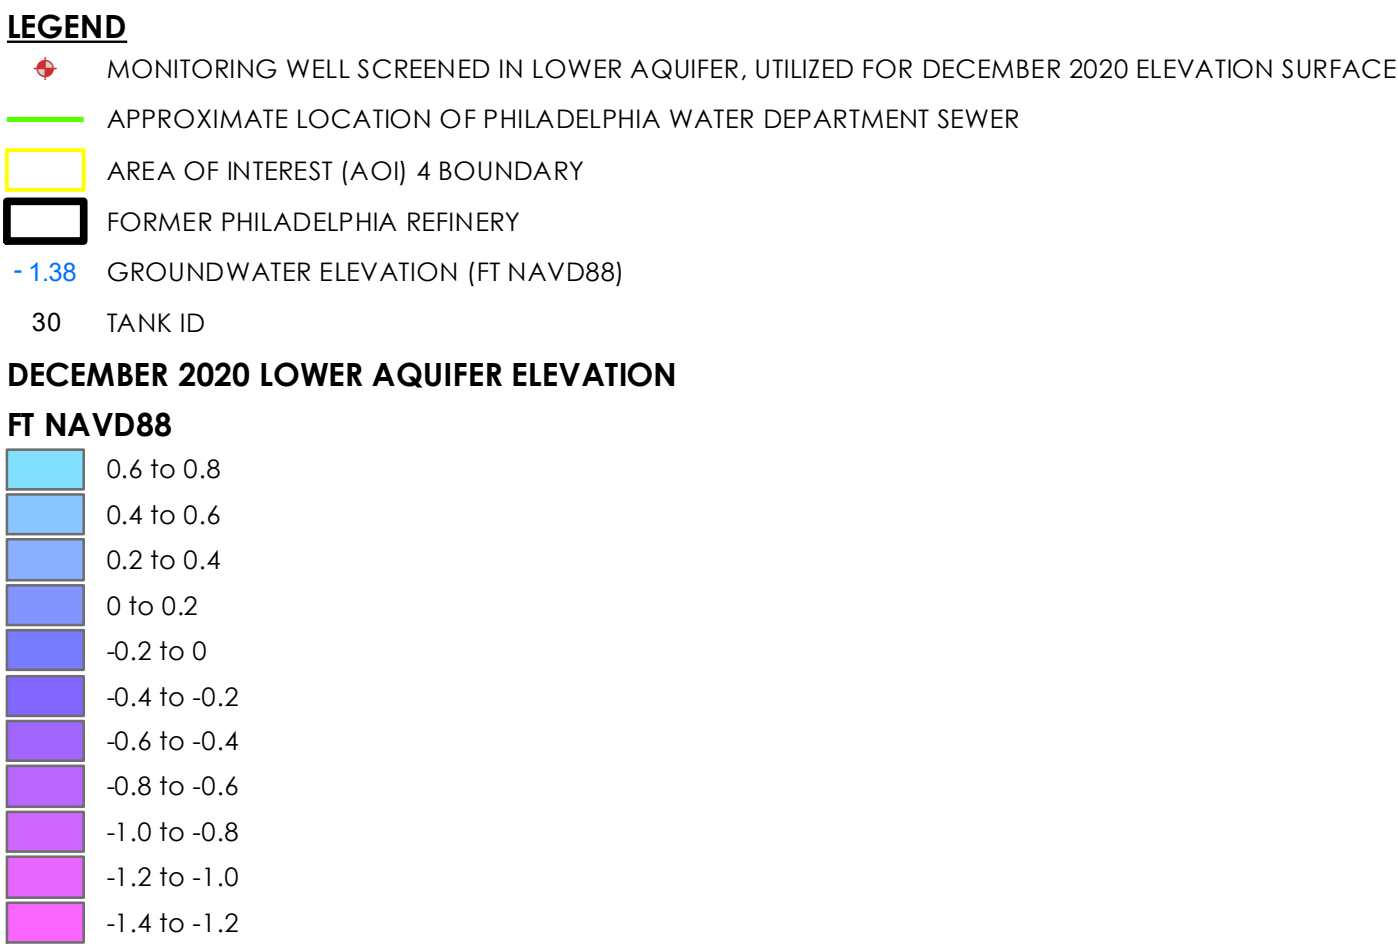 LEGEND
MONITORING WELL SCREENED IN LOWER AQUIFER, UTILIZED FOR DECEMBER 2020 ELEVATION SURFACE
APPROXIMATE LOCATION OF PHILADELPHIA WATER DEPARTMENT SEWER
AREA OF INTEREST (AOI) 4 BOUNDARY
FORMER PHILADELPHIA REFINERY
- 1.38 GROUNDWATER ELEVATION (FT NAVD88)
30 TANK ID
DECEMBER 2020 LOWER AQUIFER ELEVATION
FT NAVD88
0.6 to 0.8
0.4 to 0.6
0.2 to 0.4
0 to 0.2
-0.2 to 0
-0.4 to -0.2
-0.6 to -0.4
-0.8 to -0.6
-1.0 to -0.8
-1.2 to -1.0
-1.4 to -1.2